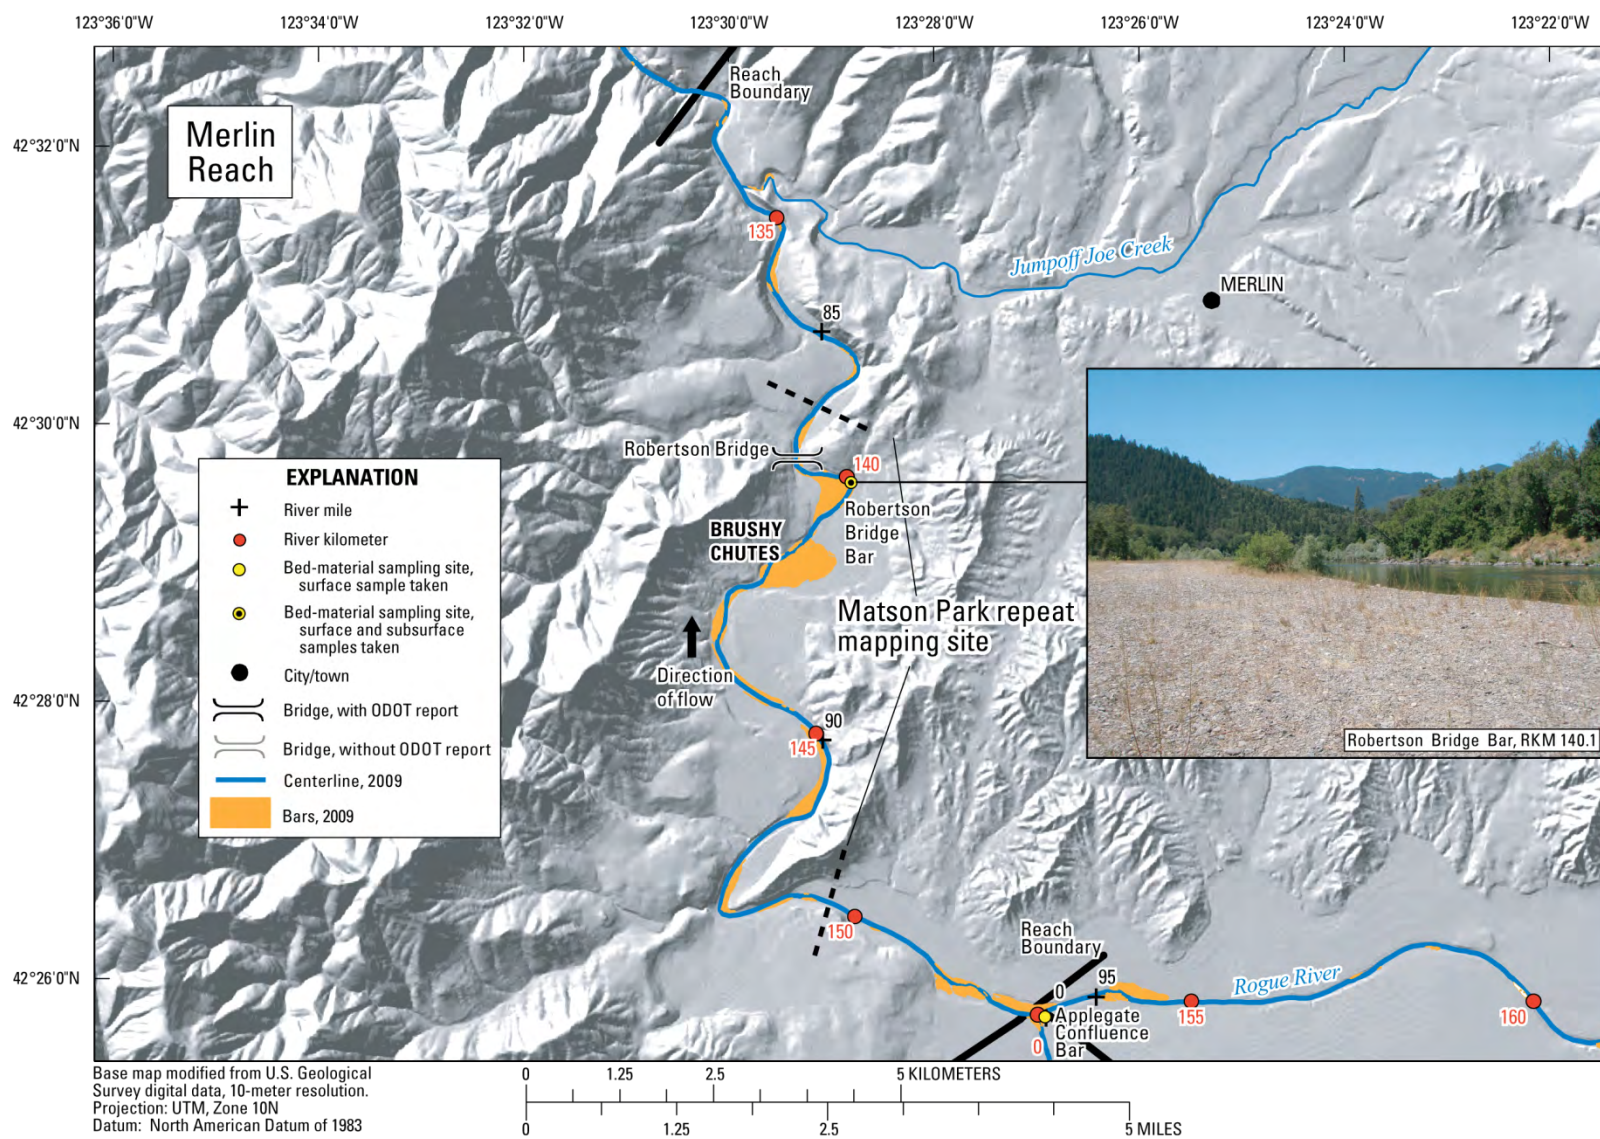 123°36'0"W
123°34'0"W
123°32'0"W
123°30'0"W
123°28'0"W
123°26'0"W
123°24'0"W
123°22'0"W
42°32'0"N
42°30'0"N
42°28'0"N
42°26'0"N
Merlin
Reach
Reach
Boundary
135
Jumpoff Joe Creek
MERLIN
85
Robertson Bridge
140
Robertson
Bridge
Bar
BRUSHY
CHUTES
Matson Park repeat
mapping site
Direction
of flow
90
145
150
Reach
Boundary
0
95
Applegate
Confluence
Bar
0
155
Rogue River
160
Robertson Bridge Bar, RKM 140.1
EXPLANATION
River mile
River kilometer
Bed-material sampling site,
surface sample taken
Bed-material sampling site,
surface and subsurface
samples taken
City/town
Bridge, with ODOT report
Bridge, without ODOT report
Centerline, 2009
Bars, 2009
Base map modified from U.S. Geological
Survey digital data, 10-meter resolution.
Projection: UTM, Zone 10N
Datum: North American Datum of 1983
0 1.25 2.5 5 KILOMETERS
0 1.25 2.5 5 MILES